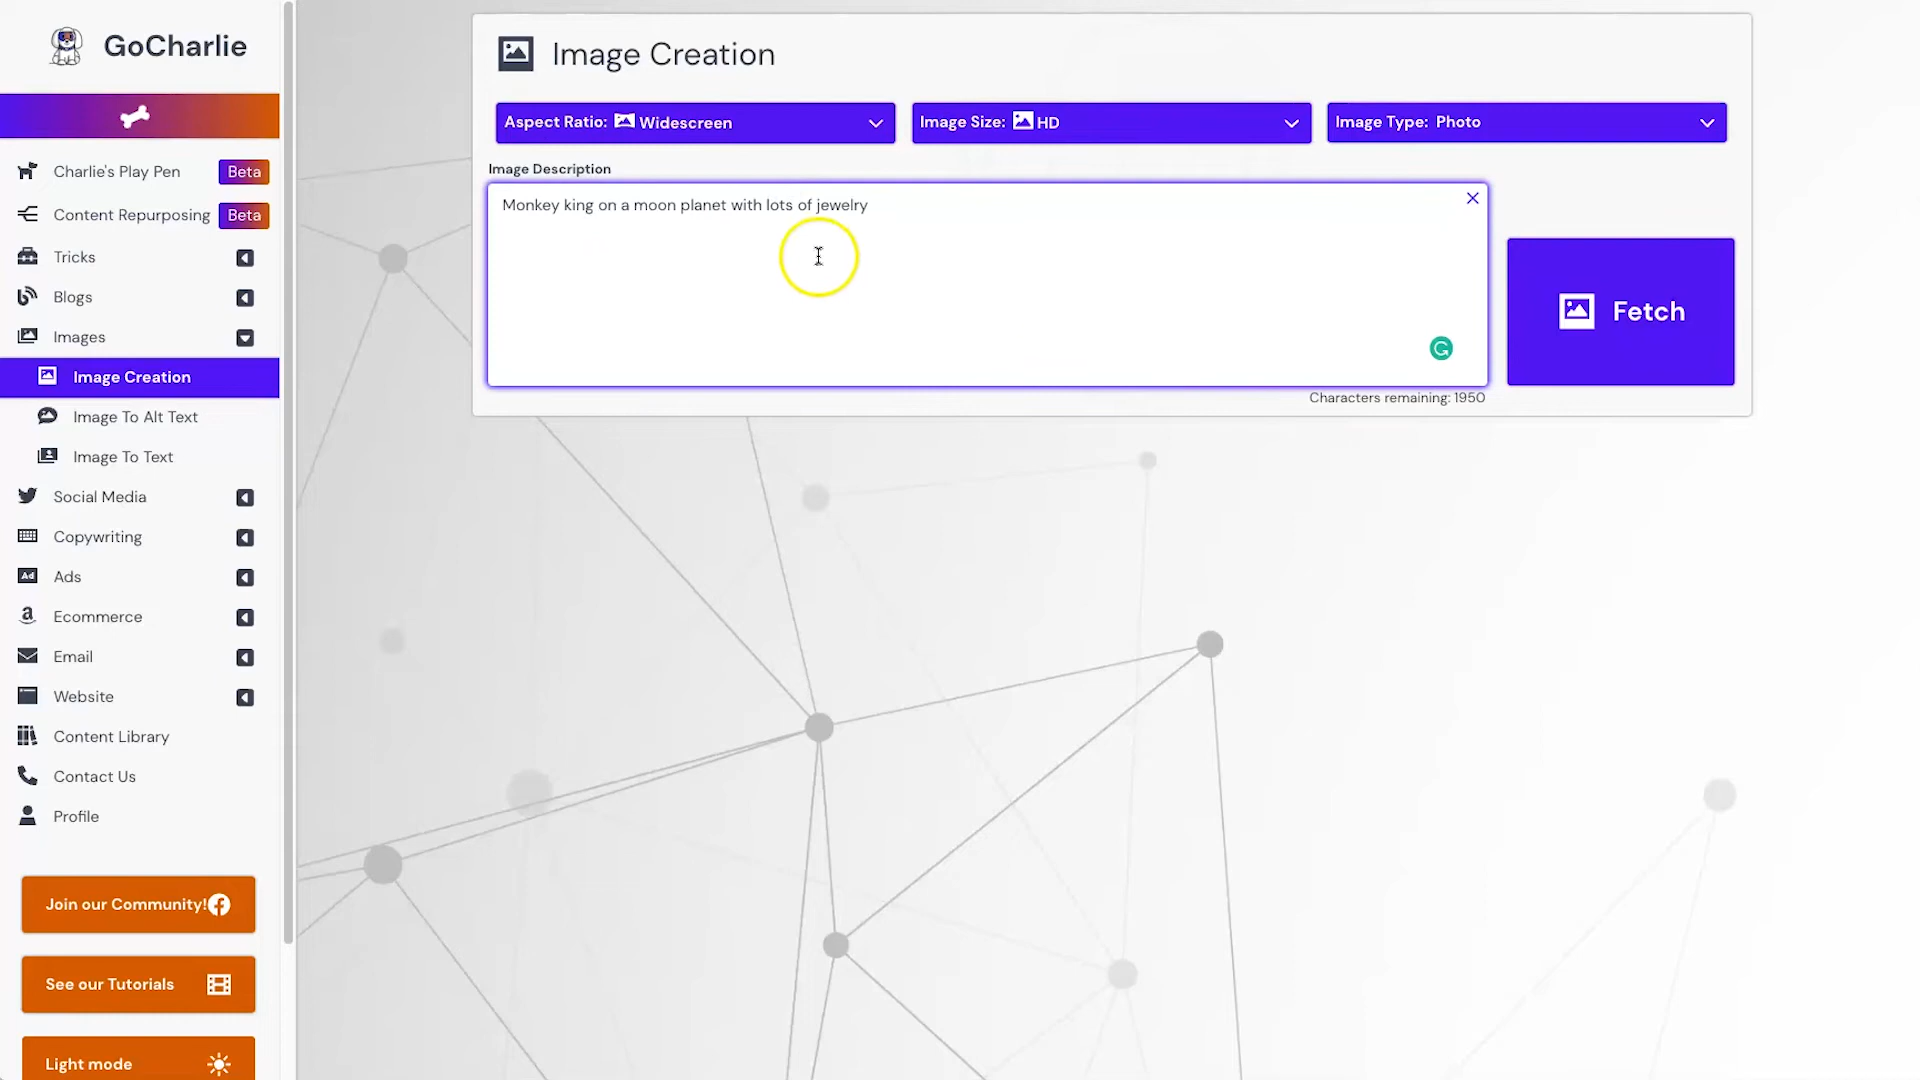 GoCharlie
Charlie's Play Pen Beta
Content Repurposing Beta
Tricks
Blogs
Images
Image Creation
Image To Alt Text
Image To Text
Social Media
Copywriting
Ad Ads
Ecommerce
Email
Website
Content Library
Contact Us
Profile
Join our Community!
See our Tutorials
Light mode
Image Creation
Aspect Ratio: Widescreen
Image Size: HD
Image Type: Photo
Image Description
Monkey king on a moon planet with lots of jewelry
Fetch
Characters remaining: 1950